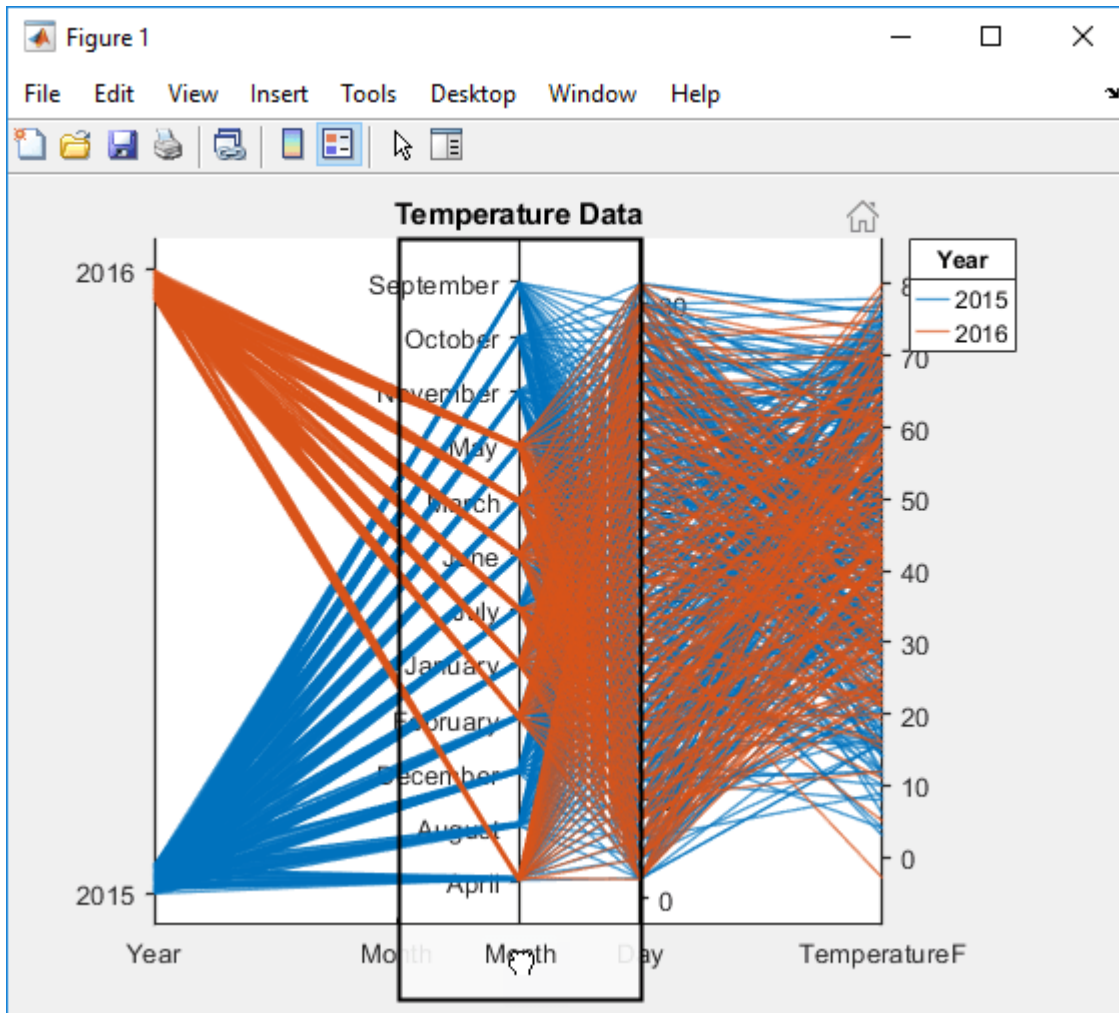 Figure 1
File Edit View Insert Tools Desktop Window Help
Temperature Data
2016
2015
September
October
November
May
March
June
July
January
February
December
August
April
0
8
70
60
50
40
30
20
10
0
Year
2015
2016
Year Month Month Day TemperatureF